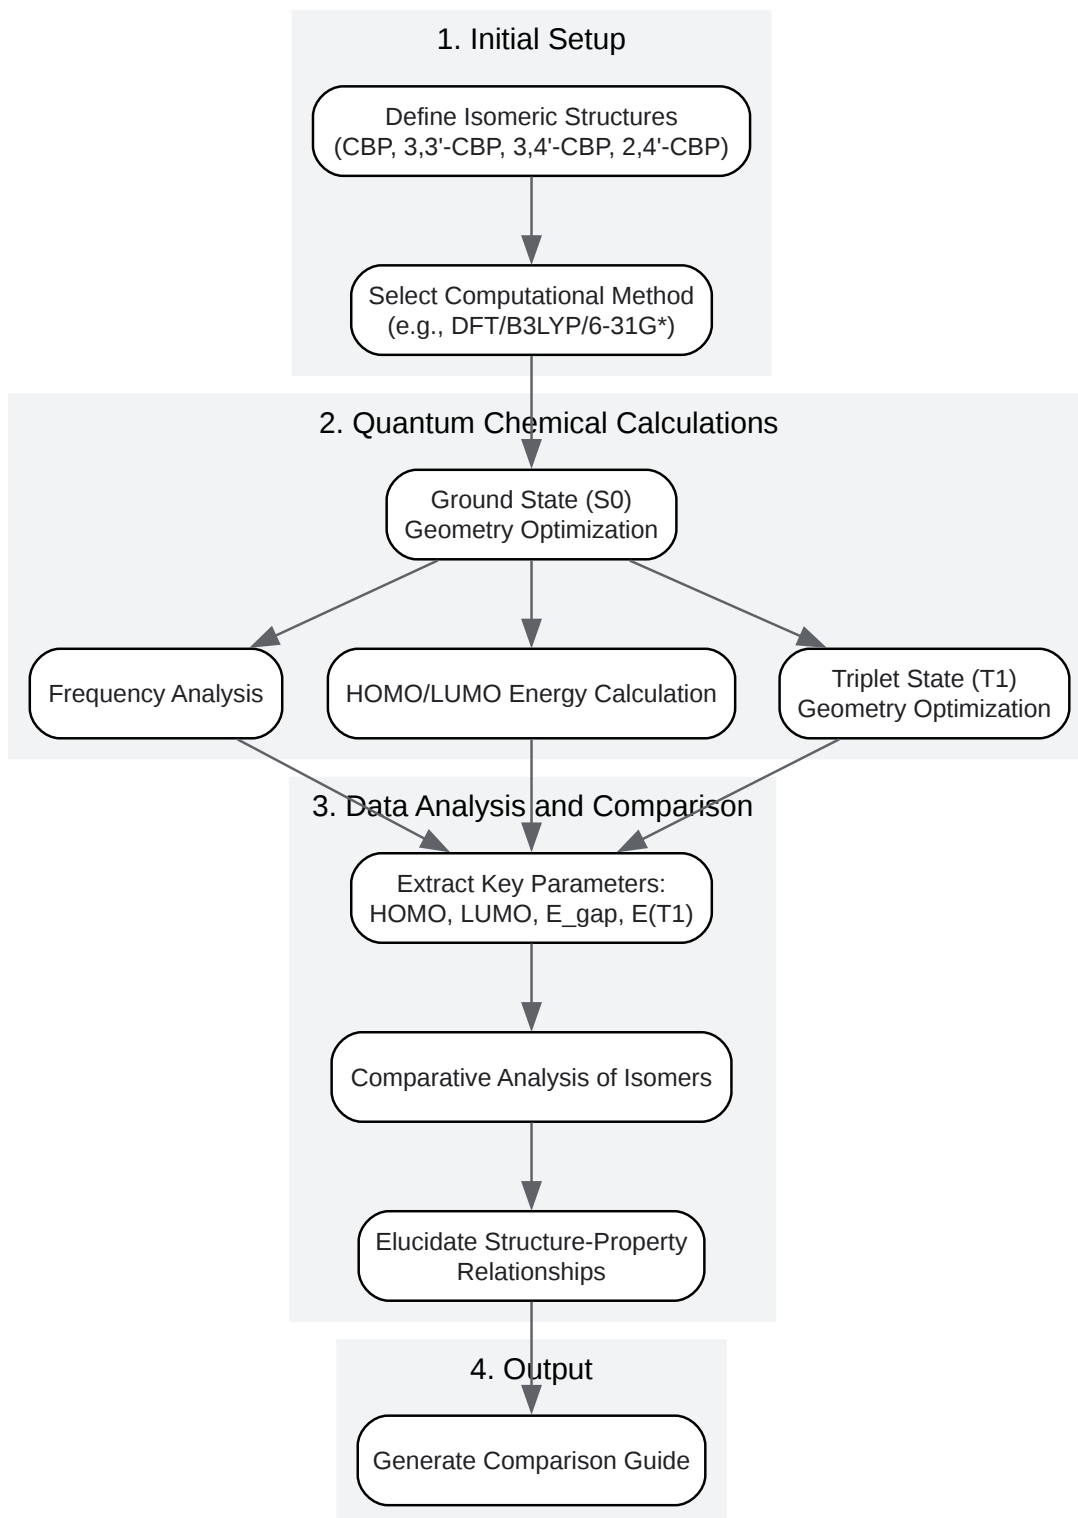 1. Initial Setup
Define Isomeric Structures
(CBP, 3,3'-CBP, 3,4'-CBP, 2,4'-CBP)
Select Computational Method
(e.g., DFT/B3LYP/6-31G*)
2. Quantum Chemical Calculations
Ground State (S0)
Geometry Optimization
Frequency Analysis
HOMO/LUMO Energy Calculation
Triplet State (T1)
Geometry Optimization
3. Data Analysis and Comparison
Extract Key Parameters:
HOMO, LUMO, E_gap, E(T1)
Comparative Analysis of Isomers
Elucidate Structure-Property
Relationships
4. Output
Generate Comparison Guide